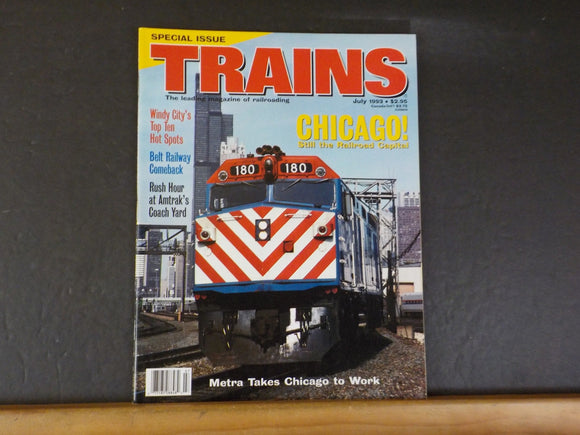 SPECIAL ISSUE
TRAINS
The leading magazine of railroading
July 1993 • $2.95
Windy City's
Top Ten
Hot Spots
Belt Railway
Comeback
Rush Hour
at Amtrak's
Coach Yard
CHICAGO!
Still the Railroad Capital
180 180
Metra Takes Chicago to Work